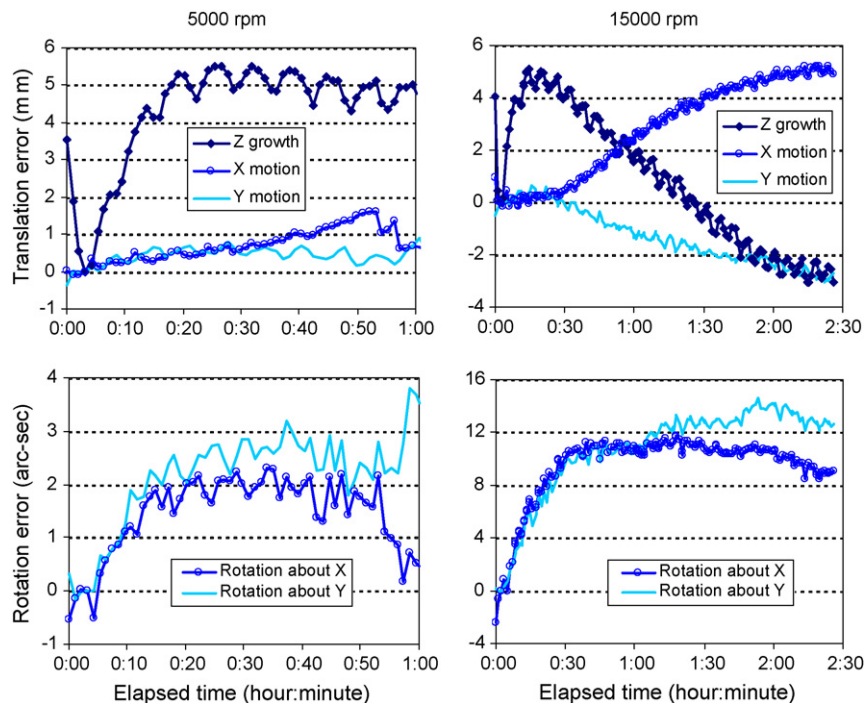 5000 rpm
15000 rpm
Translation error (mm)
6
5
4
3
2
1
0
-1
Z growth
X motion
Y motion
0:00 0:10 0:20 0:30 0:40 0:50 1:00
6
4
2
0
-2
-4
Z growth
X motion
Y motion
0:00 0:30 1:00 1:30 2:00 2:30
Rotation error (arc-sec)
4
3
2
1
0
-1
Rotation about X
Rotation about Y
0:00 0:10 0:20 0:30 0:40 0:50 1:00
Elapsed time (hour:minute)
16
12
8
4
0
-4
Rotation about X
Rotation about Y
0:00 0:30 1:00 1:30 2:00 2:30
Elapsed time (hour:minute)